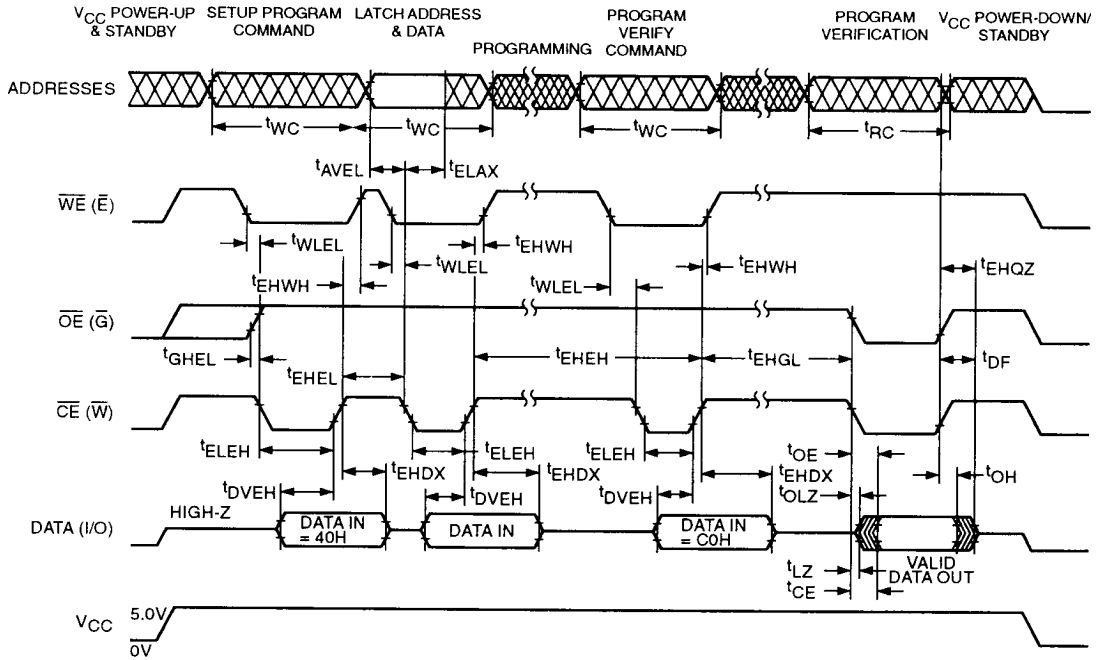 VCC POWER-UP & STANDBY
SETUP PROGRAM COMMAND
LATCH ADDRESS & DATA
PROGRAMMING
PROGRAM VERIFY COMMAND
PROGRAM VERIFICATION
VCC POWER-DOWN/ STANDBY
ADDRESSES
tWC
tWC
tWC
tRC
tAVEL
tELAX
WE (E)
tWLEL
tEHWH
tWLEL
tEHWH
tWLEL
tEHWH
tEHQZ
OE (G)
tGHEL
tEHEL
tEHEH
tEHGL
tDF
CE (W)
tELEH
tEHDX
tELEH
tEHDX
tELEH
tEHDX
tOE
tOH
tDVEH
tDVEH
tDVEH
tOLZ
DATA (I/O)
HIGH-Z
DATA IN = 40H
DATA IN
DATA IN = C0H
VALID DATA OUT
tLZ
tCE
VCC
5.0V
0V